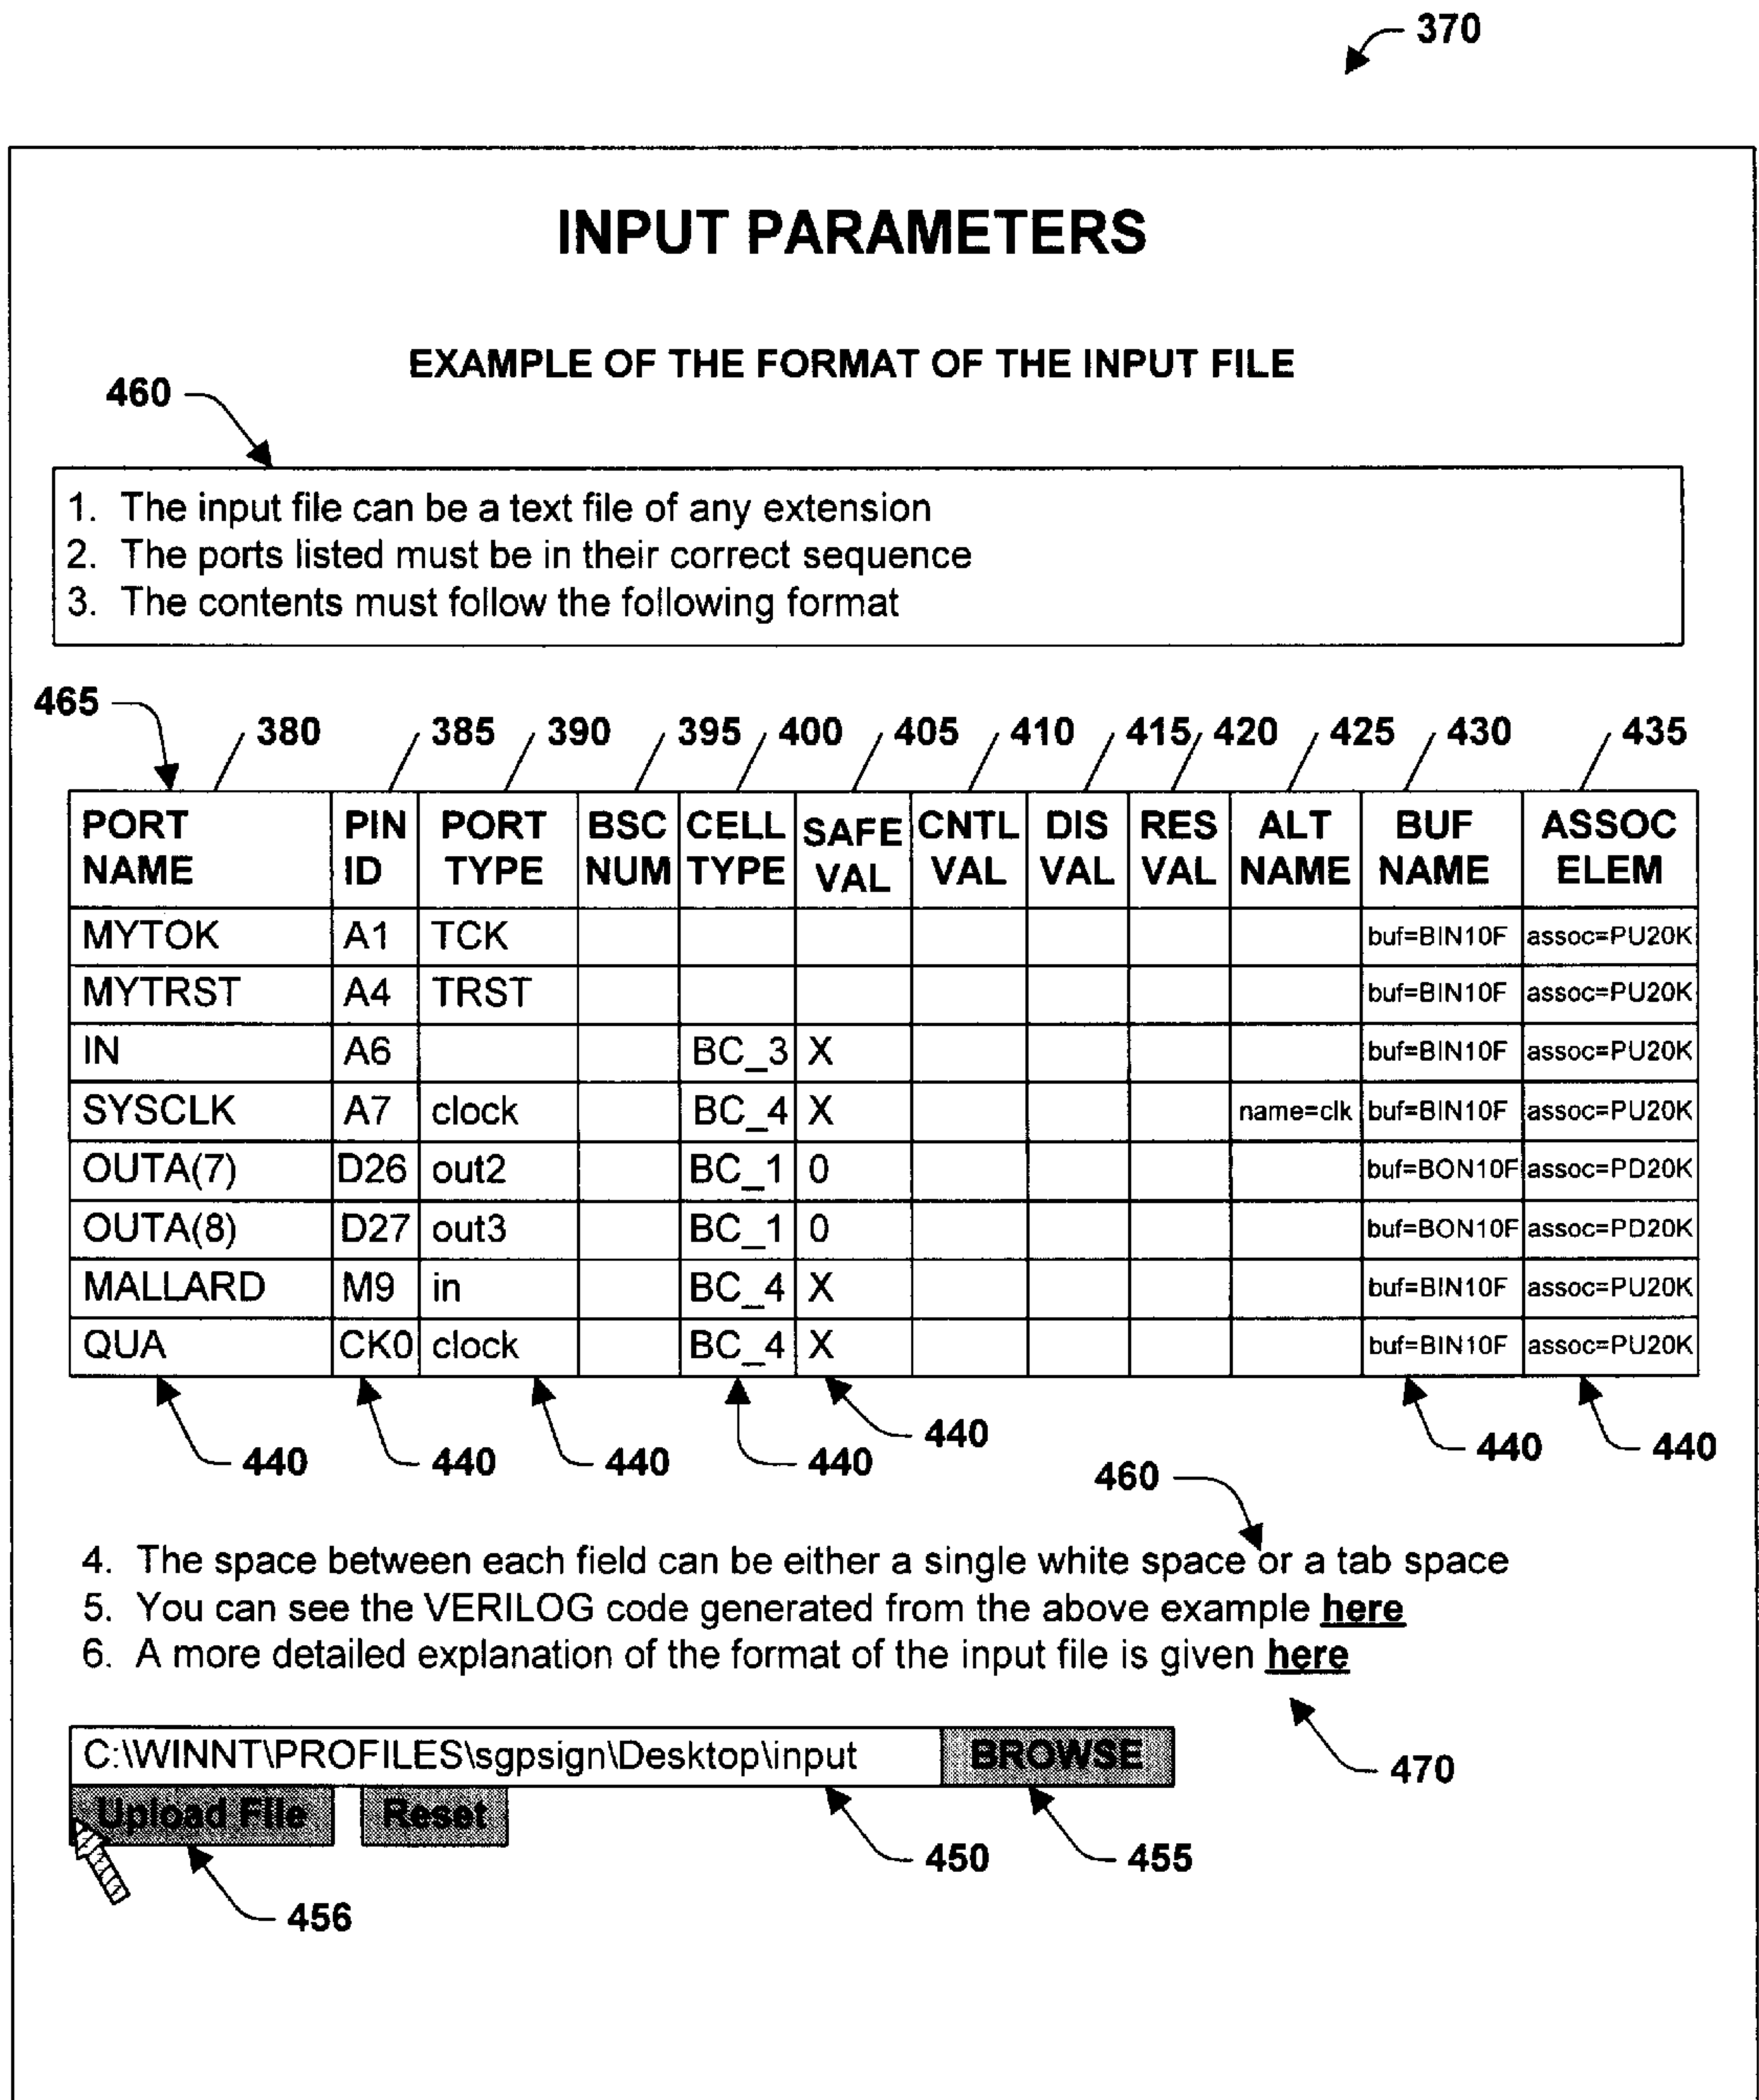 370
INPUT PARAMETERS
EXAMPLE OF THE FORMAT OF THE INPUT FILE
460
1. The input file can be a text file of any extension
2. The ports listed must be in their correct sequence
3. The contents must follow the following format
465 380 385 390 395 400 405 410 415 420 425 430 435
PORT NAME PIN ID PORT TYPE BSC NUM CELL TYPE SAFE VAL CNTL VAL DIS VAL RES VAL ALT NAME BUF NAME ASSOC ELEM
MYTOK A1 TCK buf=BIN10F assoc=PU20K
MYTRST A4 TRST buf=BIN10F assoc=PU20K
IN A6 BC_3 X buf=BIN10F assoc=PU20K
SYSCLK A7 clock BC_4 X name=clk buf=BIN10F assoc=PU20K
OUTA(7) D26 out2 BC_1 0 buf=BON10F assoc=PD20K
OUTA(8) D27 out3 BC_1 0 buf=BON10F assoc=PD20K
MALLARD M9 in BC_4 X buf=BIN10F assoc=PU20K
QUA CK0 clock BC_4 X buf=BIN10F assoc=PU20K
440 440 440 440 440 440 440
460
4. The space between each field can be either a single white space or a tab space
5. You can see the VERILOG code generated from the above example here
6. A more detailed explanation of the format of the input file is given here
C:\WINNT\PROFILES\sgpsign\Desktop\input BROWSE
470
Upload File Reset
450 455
456